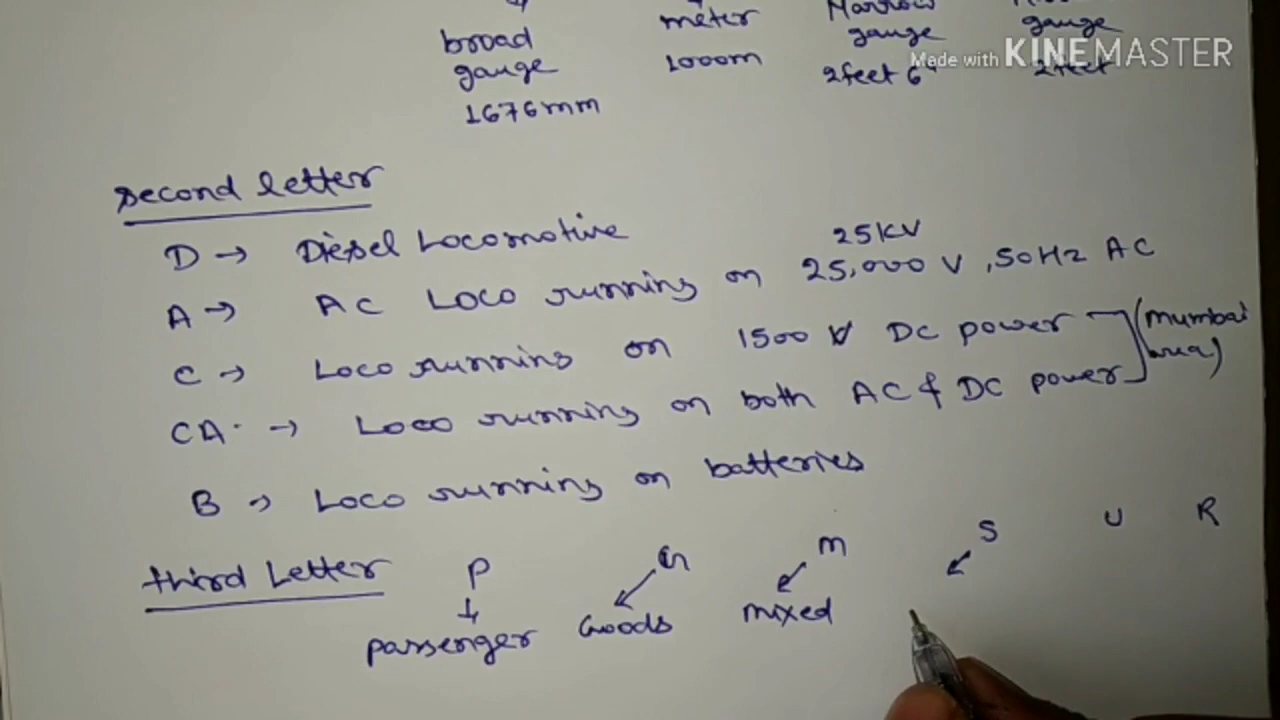 broad meter Narrow
gauge 1000m gauge gauge
1676mm 2feet 6" 2feet
Made with KINEMASTER
Second letter
D → Diesel Locomotive
25KV
A → AC Loco running on 25,000 V, 50Hz AC
C → Loco running on 1500 V DC power (Mumbai
CA → Loco running on both AC & DC power area)
B → Loco running on batteries
third Letter P G M S U R
passenger Goods mixed